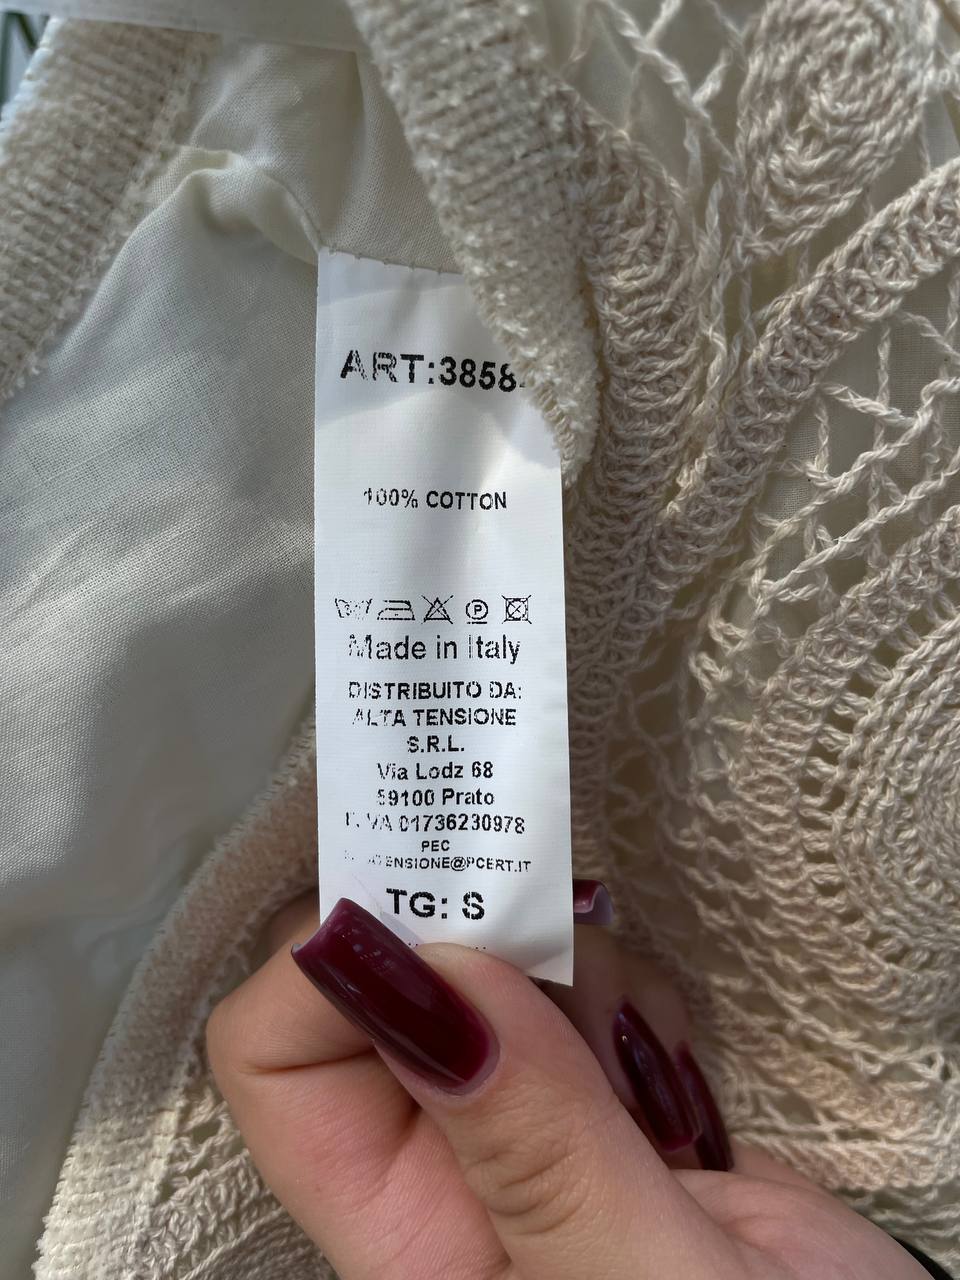 ART:3858
100% COTTON
Made in Italy
DISTRIBUITO DA:
ALTA TENSIONE
S.R.L.
Via Lodz 68
59100 Prato
P. IVA 01736230978
PEC
TG: S